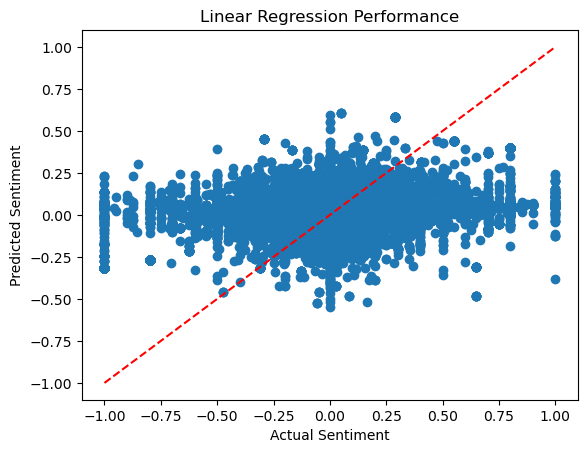 Linear Regression Performance
1.00
0.75
0.50
0.25
0.00
−0.25
−0.50
−0.75
−1.00
Predicted Sentiment
−1.00 −0.75 −0.50 −0.25 0.00 0.25 0.50 0.75 1.00
Actual Sentiment